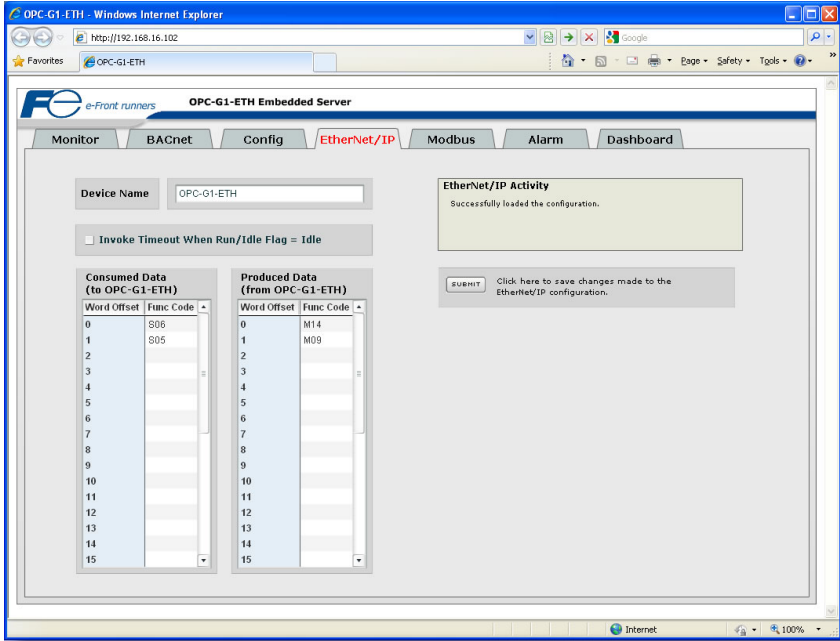 OPC-G1-ETH - Windows Internet Explorer
http://192.168.16.102
Google
Favorites
OPC-G1-ETH
Page
Safety
Tools
»
Fe e-Front runners
OPC-G1-ETH Embedded Server
Monitor
BACnet
Config
EtherNet/IP
Modbus
Alarm
Dashboard
Device Name
OPC-G1-ETH
Invoke Timeout When Run/Idle Flag = Idle
Consumed Data
(to OPC-G1-ETH)
Word Offset Func Code
0 S06
1 S05
2
3
4
5
6
7
8
9
10
11
12
13
14
15
Produced Data
(from OPC-G1-ETH)
Word Offset Func Code
0 M14
1 M09
2
3
4
5
6
7
8
9
10
11
12
13
14
15
EtherNet/IP Activity
Successfully loaded the configuration.
SUBMIT
Click here to save changes made to the
EtherNet/IP configuration.
Internet
100%